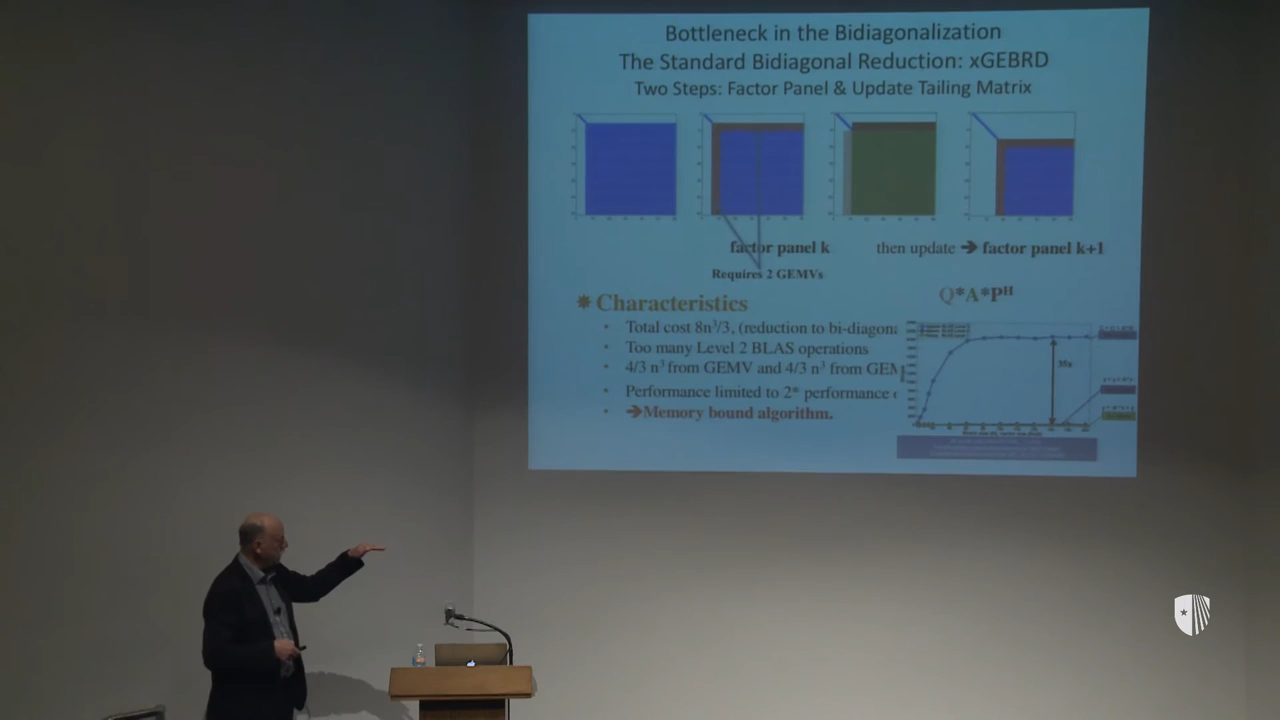 Bottleneck in the Bidiagonalization
The Standard Bidiagonal Reduction: xGEBRD
Two Steps: Factor Panel & Update Tailing Matrix
factor panel k
then update ➔ factor panel k+1
Requires 2 GEMVs
Q*A*Pᴴ
✷ Characteristics
• Total cost 8n³/3, (reduction to bi-diagona
• Too many Level 2 BLAS operations
• 4/3 n³ from GEMV and 4/3 n³ from GEM
• Performance limited to 2* performance
• ➔Memory bound algorithm.